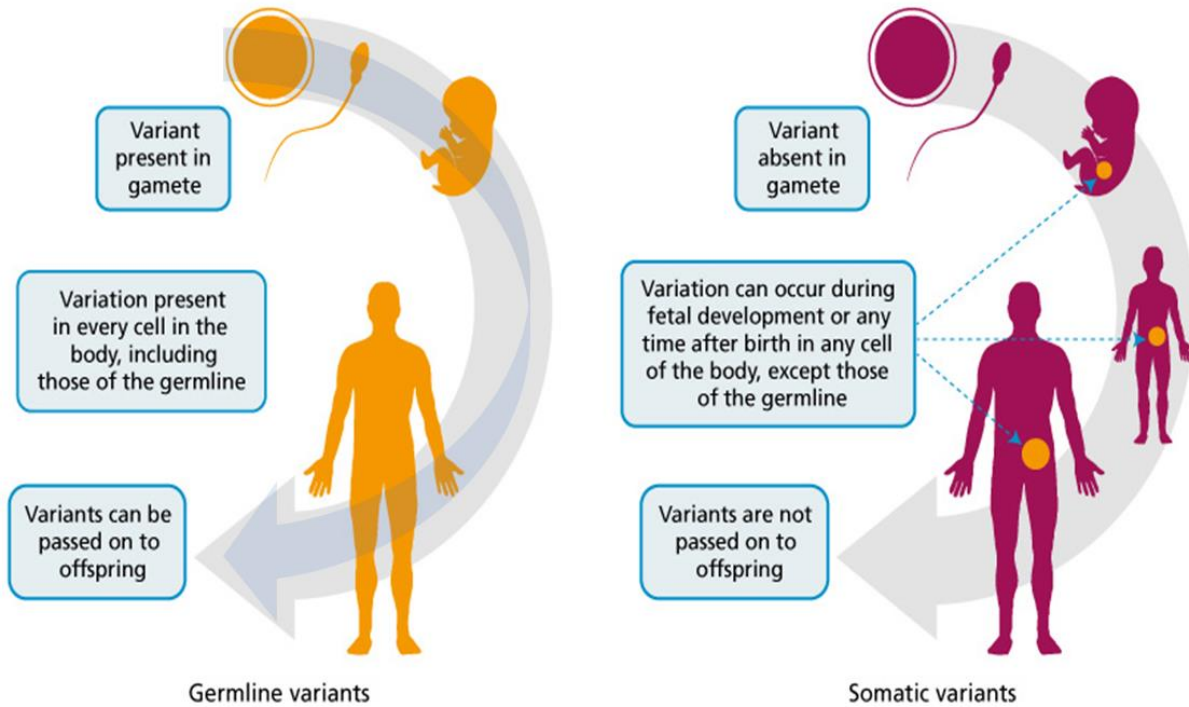 Variant
present in
gamete
Variation present
in every cell in the
body, including
those of the germline
Variants can be
passed on to
offspring
Germline variants
Variant
absent in
gamete
Variation can occur during
fetal development or any
time after birth in any cell
of the body, except those
of the germline
Variants are not
passed on to
offspring
Somatic variants